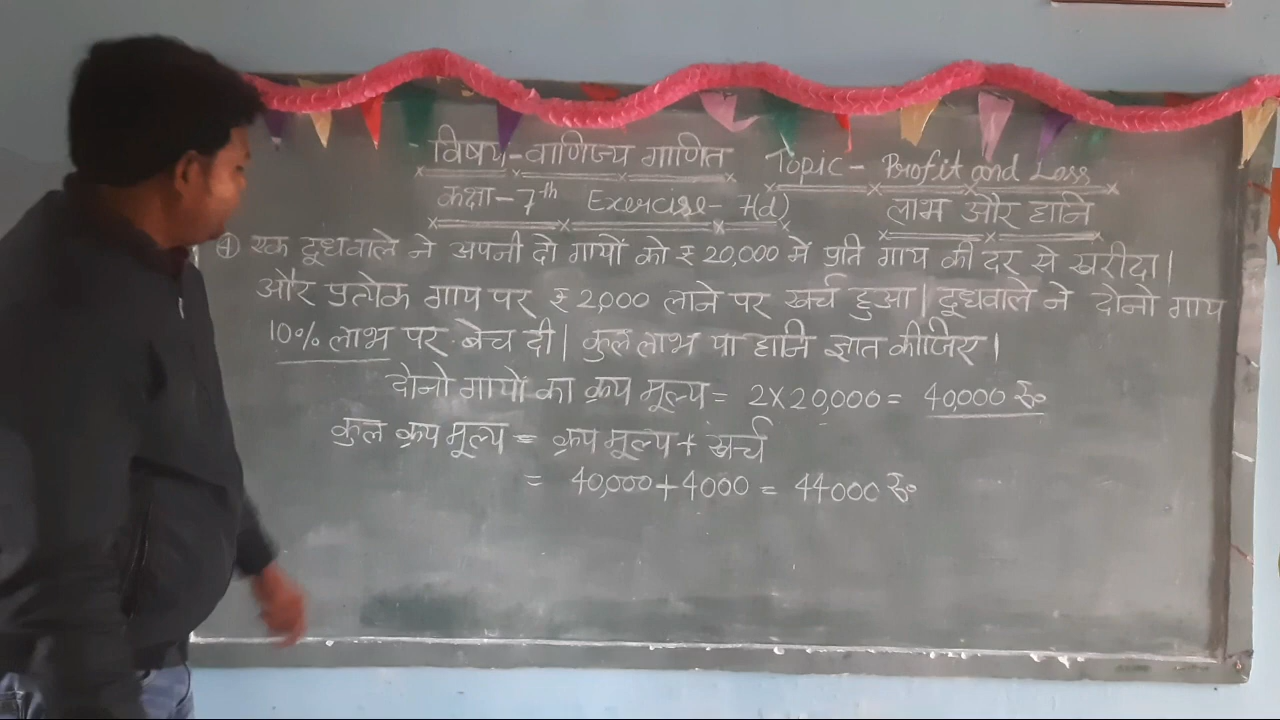 विषय-वाणिज्य गणित Topic- Profit and Loss
कक्षा-7th Exercise-7(d) लाभ और हानि
④ एक दूधवाले ने अपनी दो गायों को ₹20,000 में प्रति गाय की दर से खरीदा।
और प्रत्येक गाय पर ₹2000 लाने पर खर्च हुआ। दूधवाले ने दोनो गाय
10% लाभ पर बेच दी। कुल लाभ या हानि ज्ञात कीजिए।
दोनो गायों का क्रय मूल्य = 2×20,000 = 40,000 रु०
कुल क्रय मूल्य = क्रय मूल्य + खर्च
= 40,000+4000 = 44000 रु०